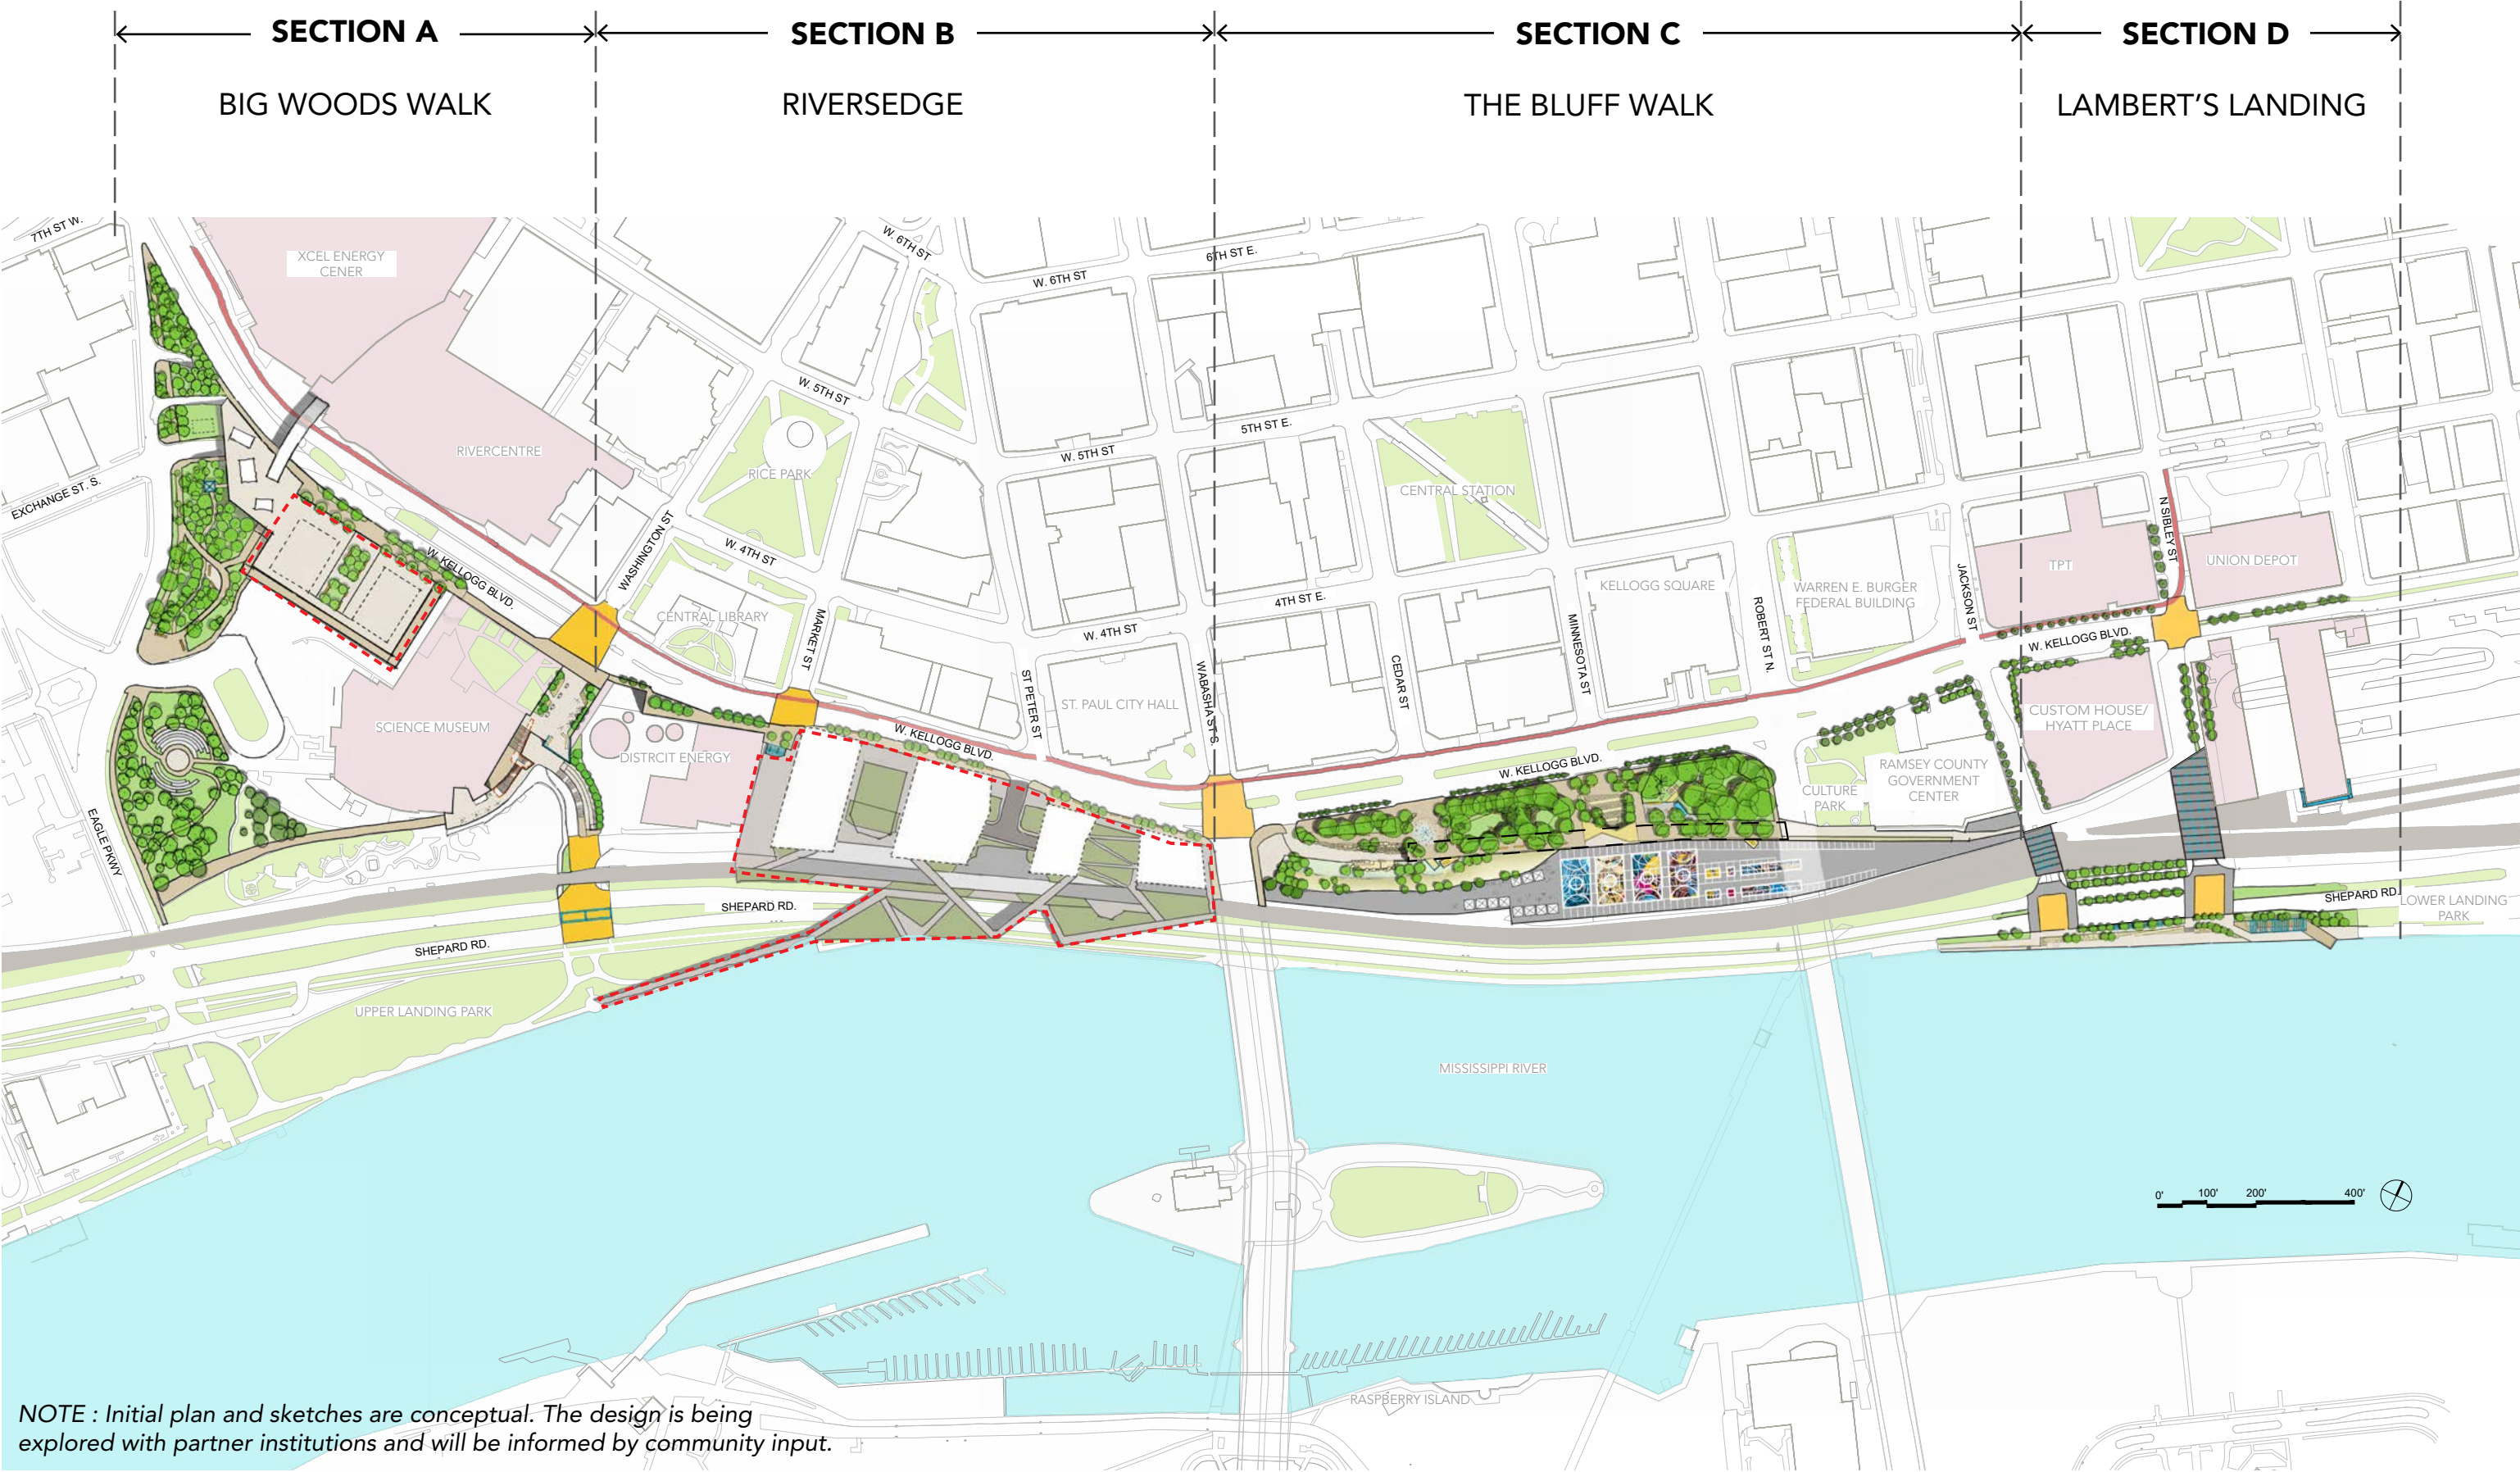 SECTION A
SECTION B
SECTION C
SECTION D
BIG WOODS WALK
RIVERSEDGE
THE BLUFF WALK
LAMBERT'S LANDING
7TH ST W.
XCEL ENERGY
CENER
W. 6TH ST
W. 6TH ST
6TH ST E.
W. 5TH ST
RIVERCENTRE
RICE PARK
W. 5TH ST
5TH ST E.
CENTRAL STATION
EXCHANGE ST. S.
W. KELLOGG BLVD.
WASHINGTON ST
W. 4TH ST
CENTRAL LIBRARY
MARKET ST
W. 4TH ST
4TH ST E.
ST PETER ST
ST. PAUL CITY HALL
WABASHA ST S.
CEDAR ST
MINNESOTA ST
KELLOGG SQUARE
ROBERT ST N.
WARREN E. BURGER
FEDERAL BUILDING
JACKSON ST
TPT
N SIBLEY ST
UNION DEPOT
W. KELLOGG BLVD.
SCIENCE MUSEUM
DISTRCIT ENERGY
W. KELLOGG BLVD.
W. KELLOGG BLVD.
CULTURE
PARK
RAMSEY COUNTY
GOVERNMENT
CENTER
CUSTOM HOUSE/
HYATT PLACE
EAGLE PKWY
SHEPARD RD.
SHEPARD RD.
SHEPARD RD.
LOWER LANDING
PARK
UPPER LANDING PARK
MISSISSIPPI RIVER
0' 100' 200' 400'
RASPBERRY ISLAND
NOTE : Initial plan and sketches are conceptual. The design is being
explored with partner institutions and will be informed by community input.